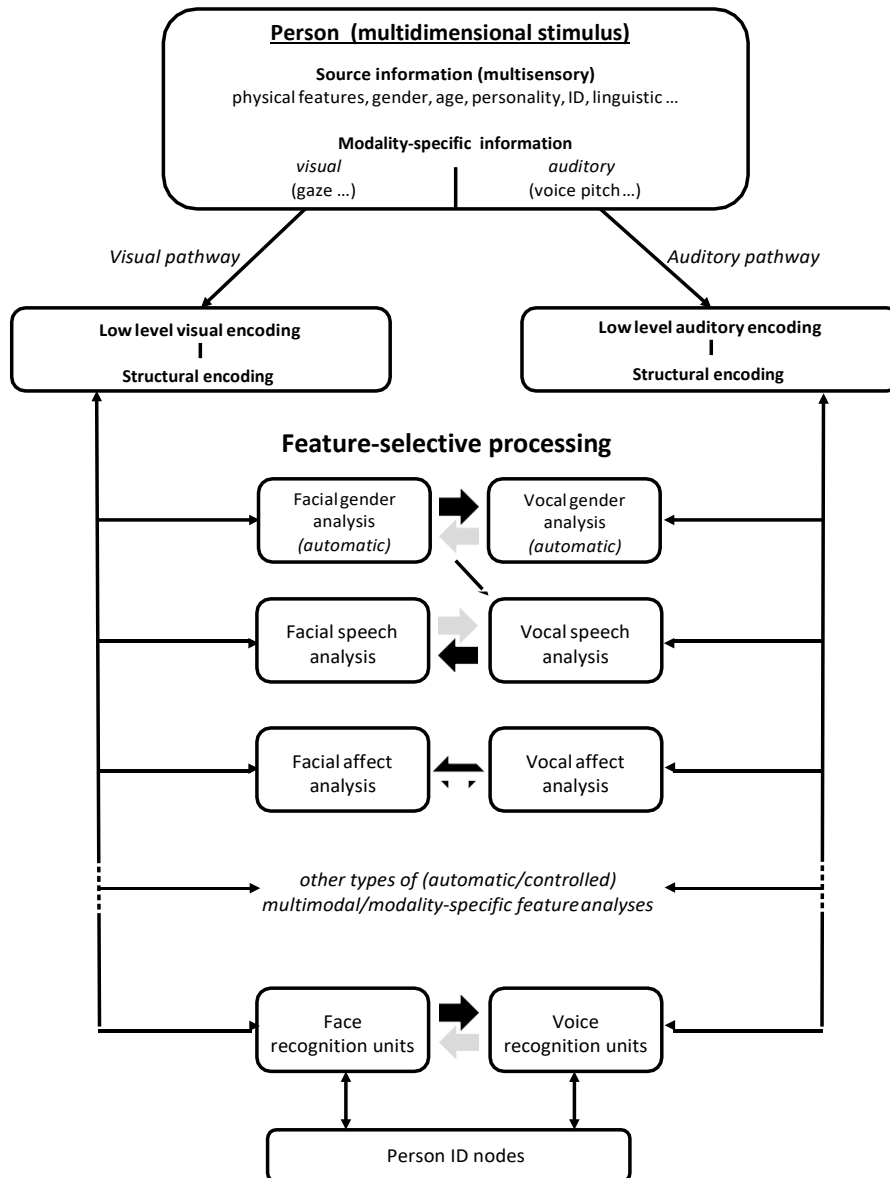 Person (multidimensional stimulus)
Source information (multisensory)
physical features, gender, age, personality, ID, linguistic ...
Modality-specific information
visual
(gaze ...)
auditory
(voice pitch ...)
Visual pathway
Auditory pathway
Low level visual encoding
Structural encoding
Low level auditory encoding
Structural encoding
Feature-selective processing
Facial gender
analysis
(automatic)
Vocal gender
analysis
(automatic)
Facial speech
analysis
Vocal speech
analysis
Facial affect
analysis
Vocal affect
analysis
other types of (automatic/controlled)
multimodal/modality-specific feature analyses
Face
recognition units
Voice
recognition units
Person ID nodes